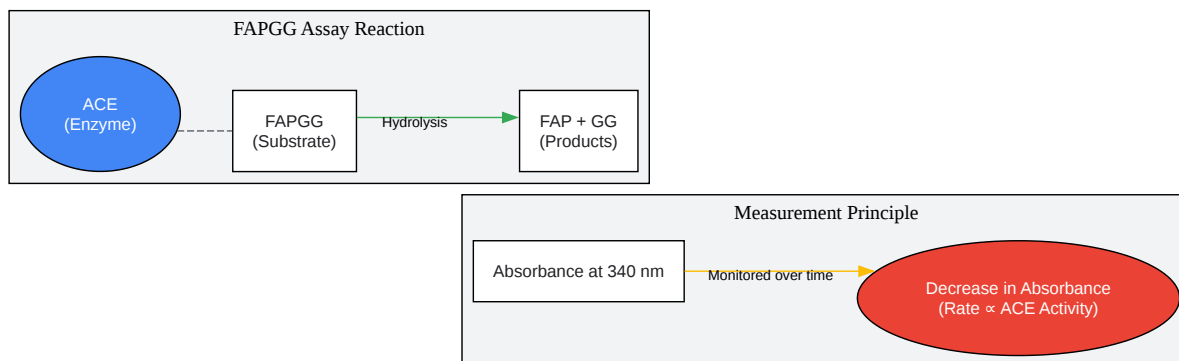 FAPGG Assay Reaction
ACE
(Enzyme)
FAPGG
(Substrate)
Hydrolysis
FAP + GG
(Products)
Measurement Principle
Absorbance at 340 nm
Monitored over time
Decrease in Absorbance
(Rate ∝ ACE Activity)